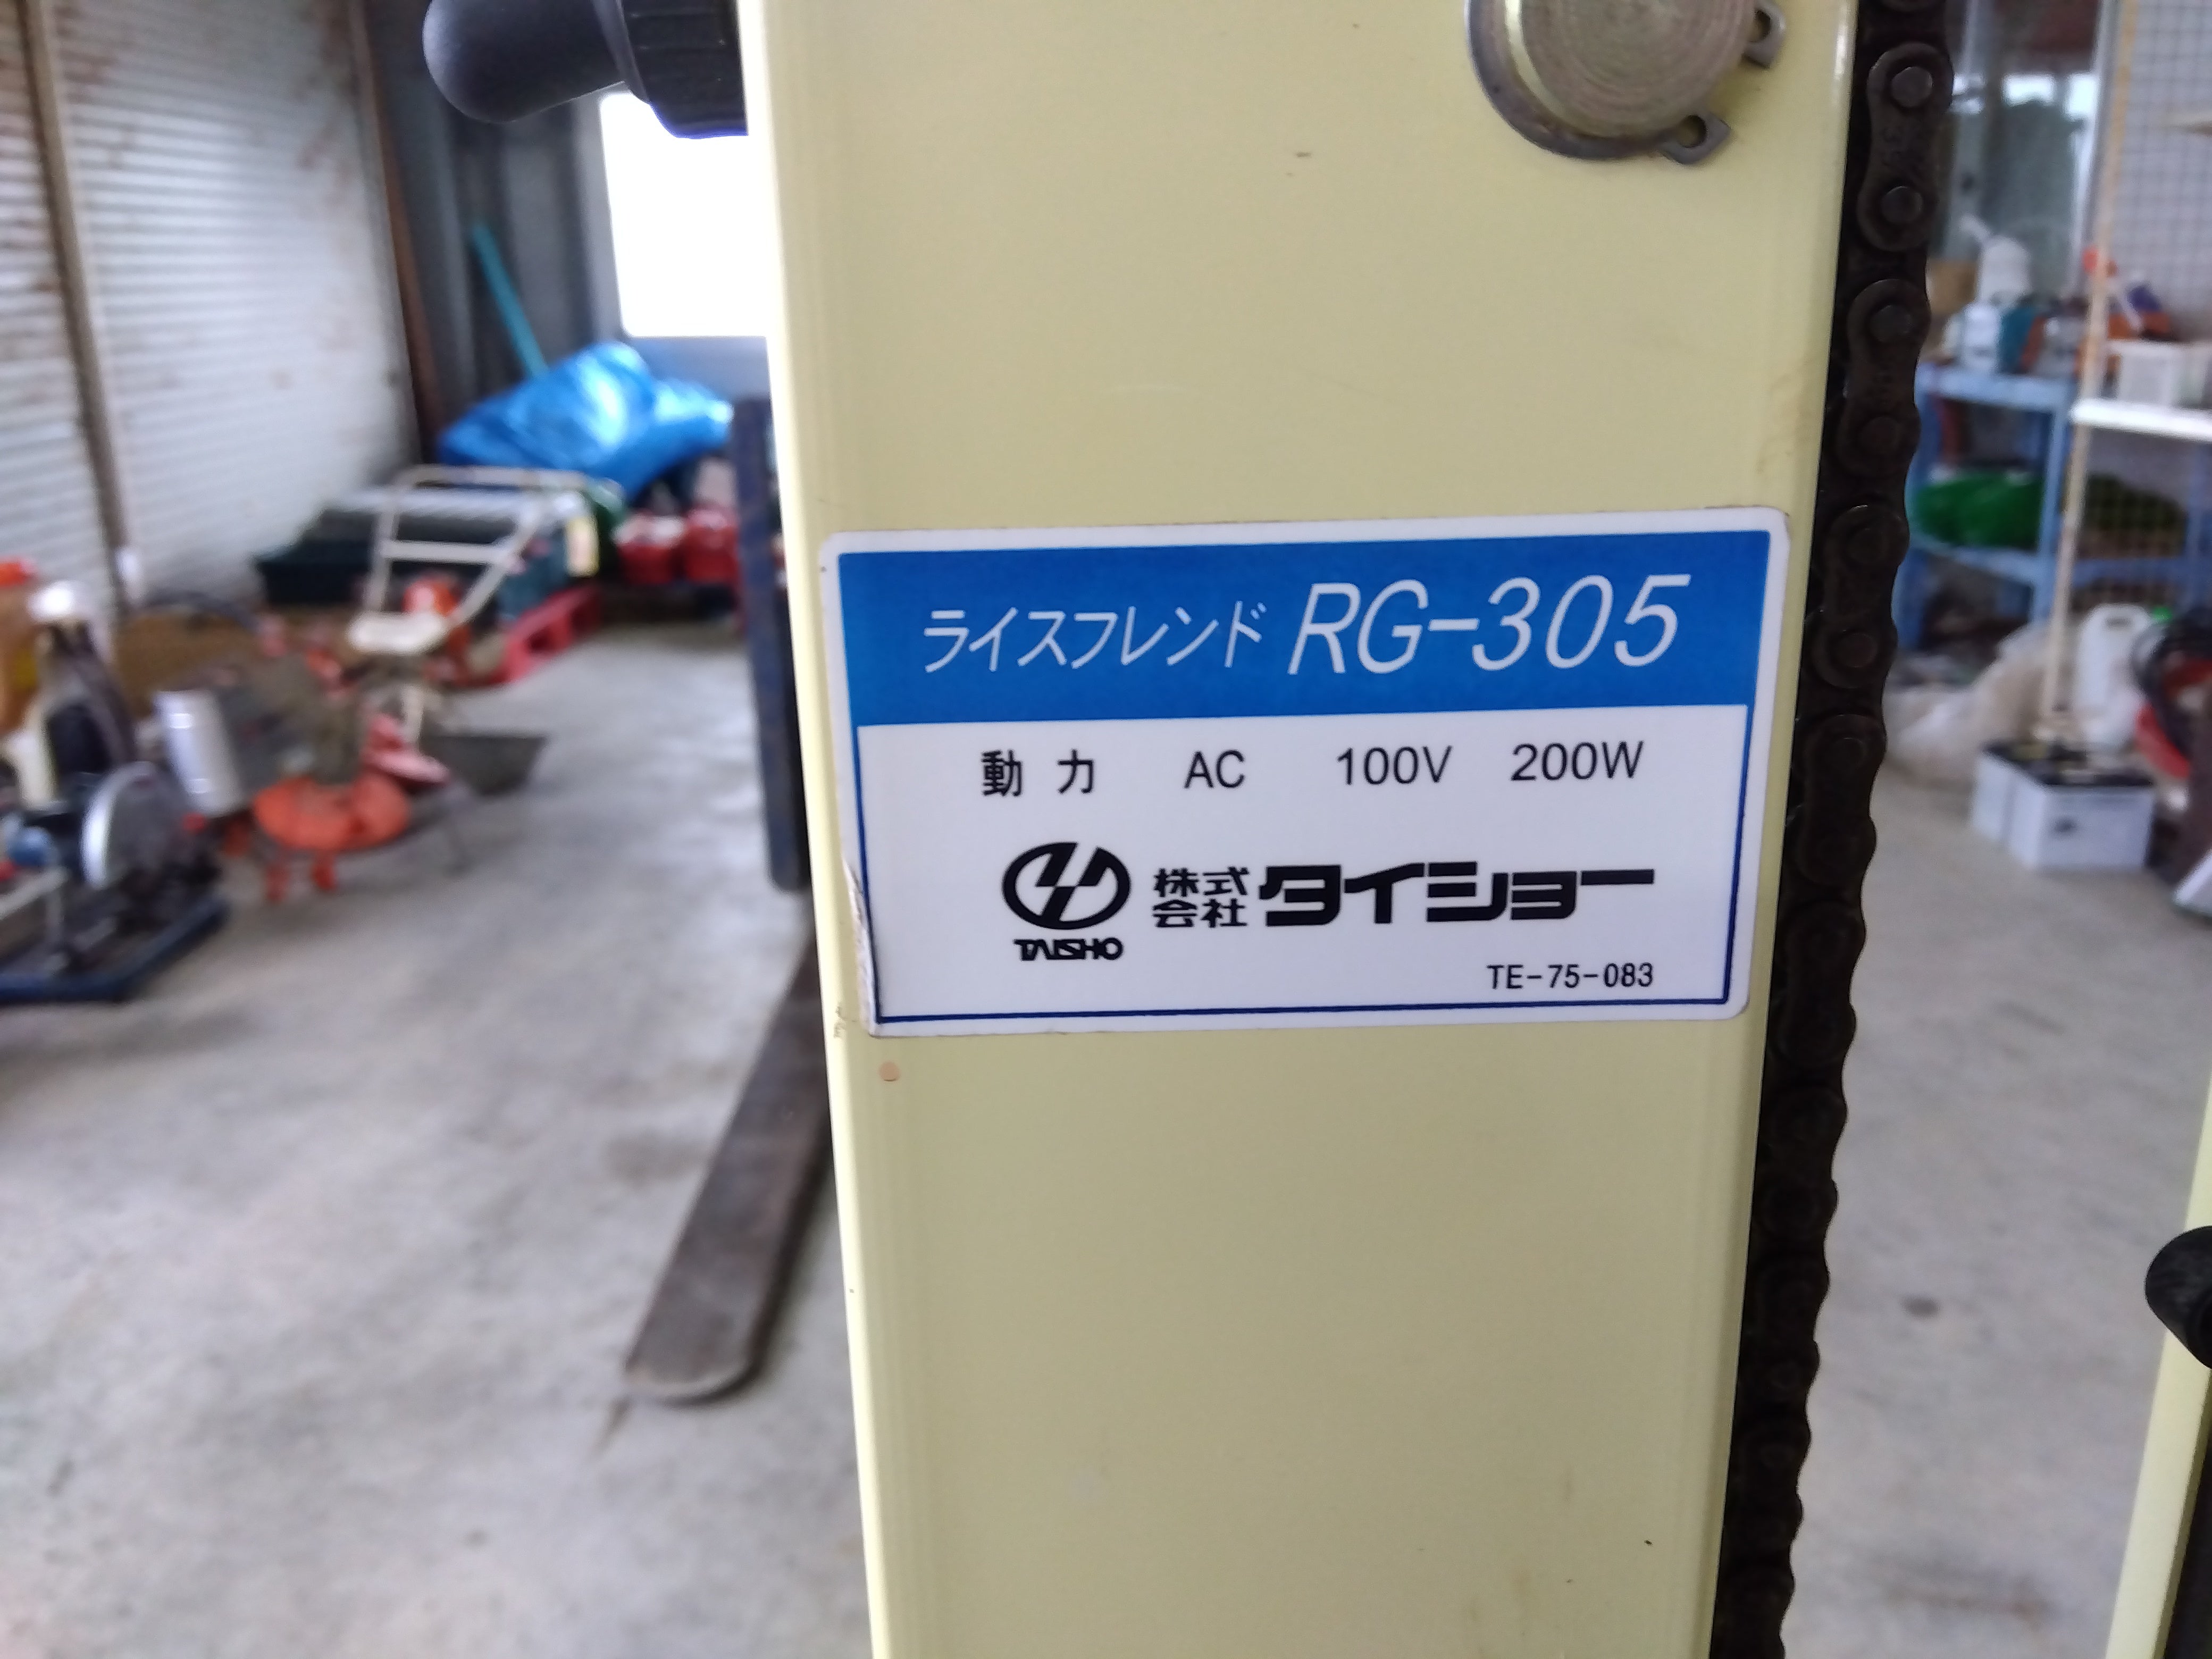 ライスフレンド RG-305
動力 AC 100V 200W
株式会社タイショー
TAISHO
TE-75-083